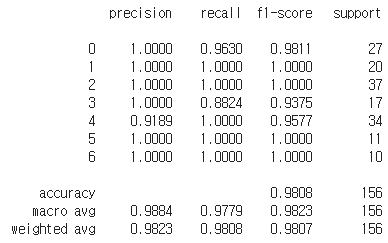 precision recall f1-score support
0 1.0000 0.9630 0.9811 27
1 1.0000 1.0000 1.0000 20
2 1.0000 1.0000 1.0000 37
3 1.0000 0.8824 0.9375 17
4 0.9189 1.0000 0.9577 34
5 1.0000 1.0000 1.0000 11
6 1.0000 1.0000 1.0000 10
accuracy 0.9808 156
macro avg 0.9884 0.9779 0.9823 156
weighted avg 0.9823 0.9808 0.9807 156